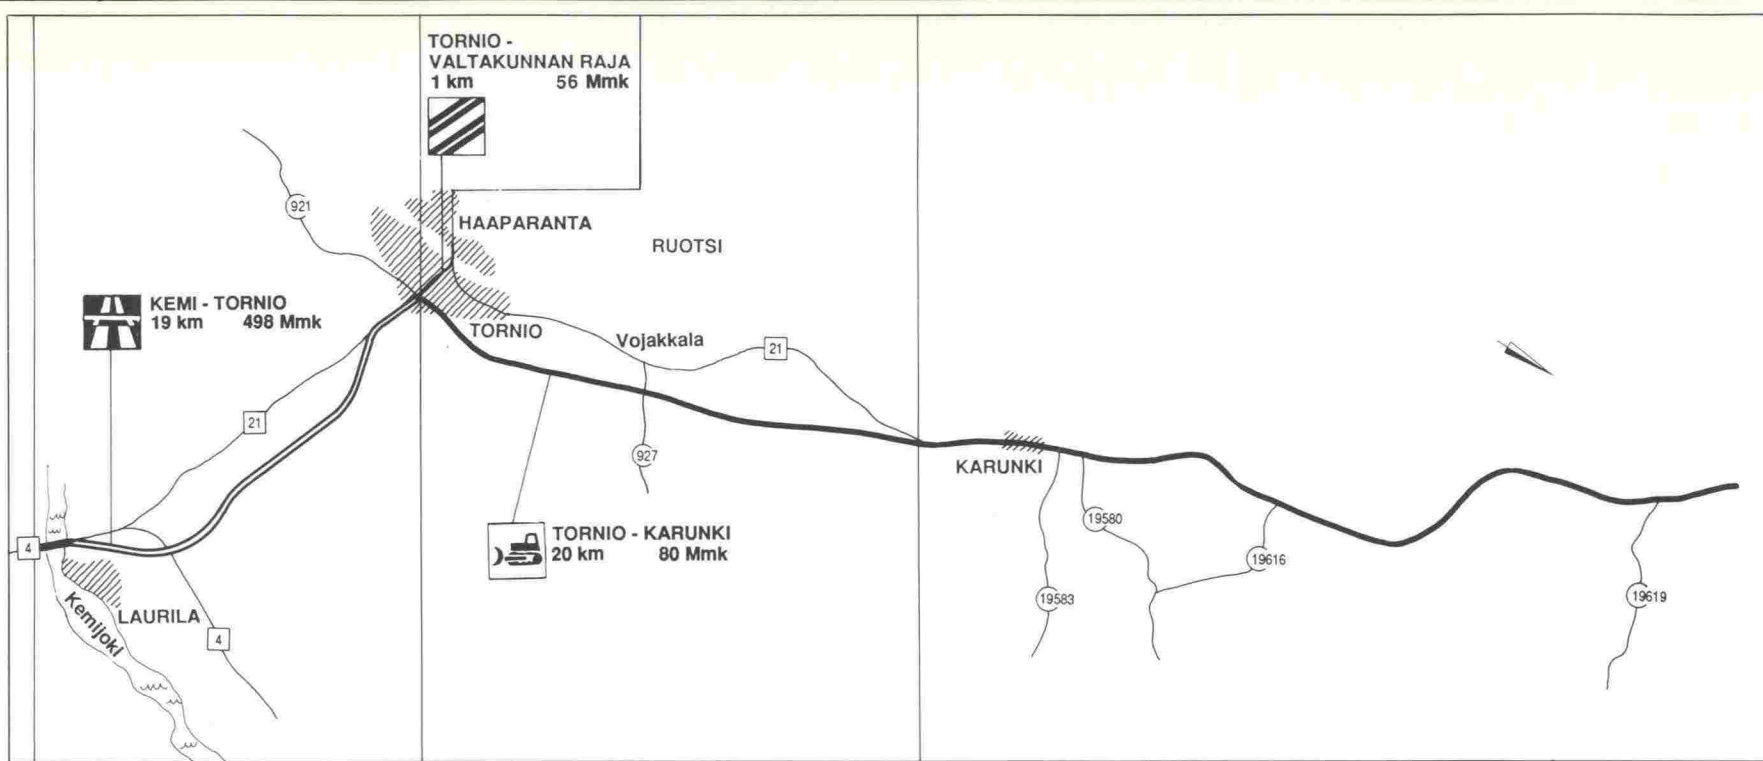 TORNIO -
VALTAKUNNAN RAJA
1 km 56 Mmk
921
HAAPARANTA
RUOTSI
KEMI - TORNIO
19 km 498 Mmk
TORNIO
Vojakkala
21
21
927
KARUNKI
TORNIO - KARUNKI
20 km 80 Mmk
19580
19616
19583
19619
4
LAURILA
4
Kemijoki